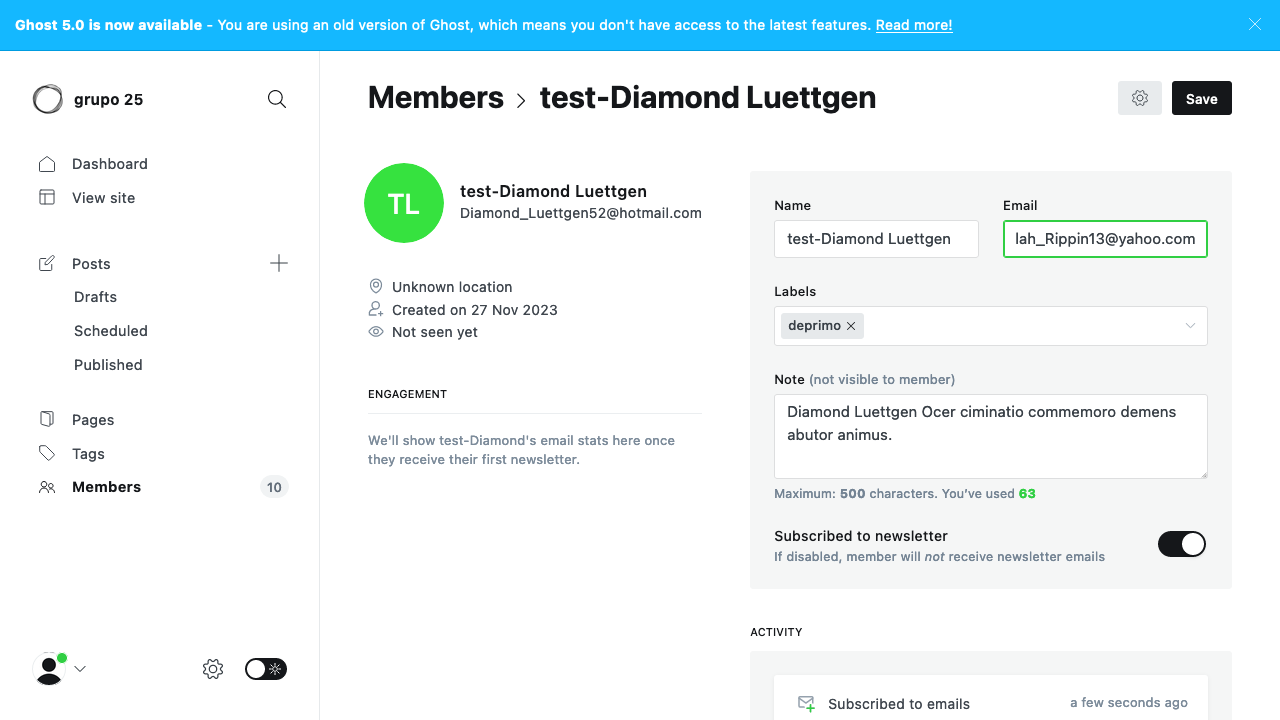 Ghost 5.0 is now available - You are using an old version of Ghost, which means you don't have access to the latest features. Read more!
grupo 25
Dashboard
View site
Posts
Drafts
Scheduled
Published
Pages
Tags
Members 10
Members > test-Diamond Luettgen
Save
TL
test-Diamond Luettgen
Diamond_Luettgen52@hotmail.com
Unknown location
Created on 27 Nov 2023
Not seen yet
ENGAGEMENT
We'll show test-Diamond's email stats here once
they receive their first newsletter.
Name
test-Diamond Luettgen
Email
lah_Rippin13@yahoo.com
Labels
deprimo
Note (not visible to member)
Diamond Luettgen Ocer ciminatio commemoro demens
abutor animus.
Maximum: 500 characters. You've used 63
Subscribed to newsletter
If disabled, member will not receive newsletter emails
ACTIVITY
Subscribed to emails
a few seconds ago